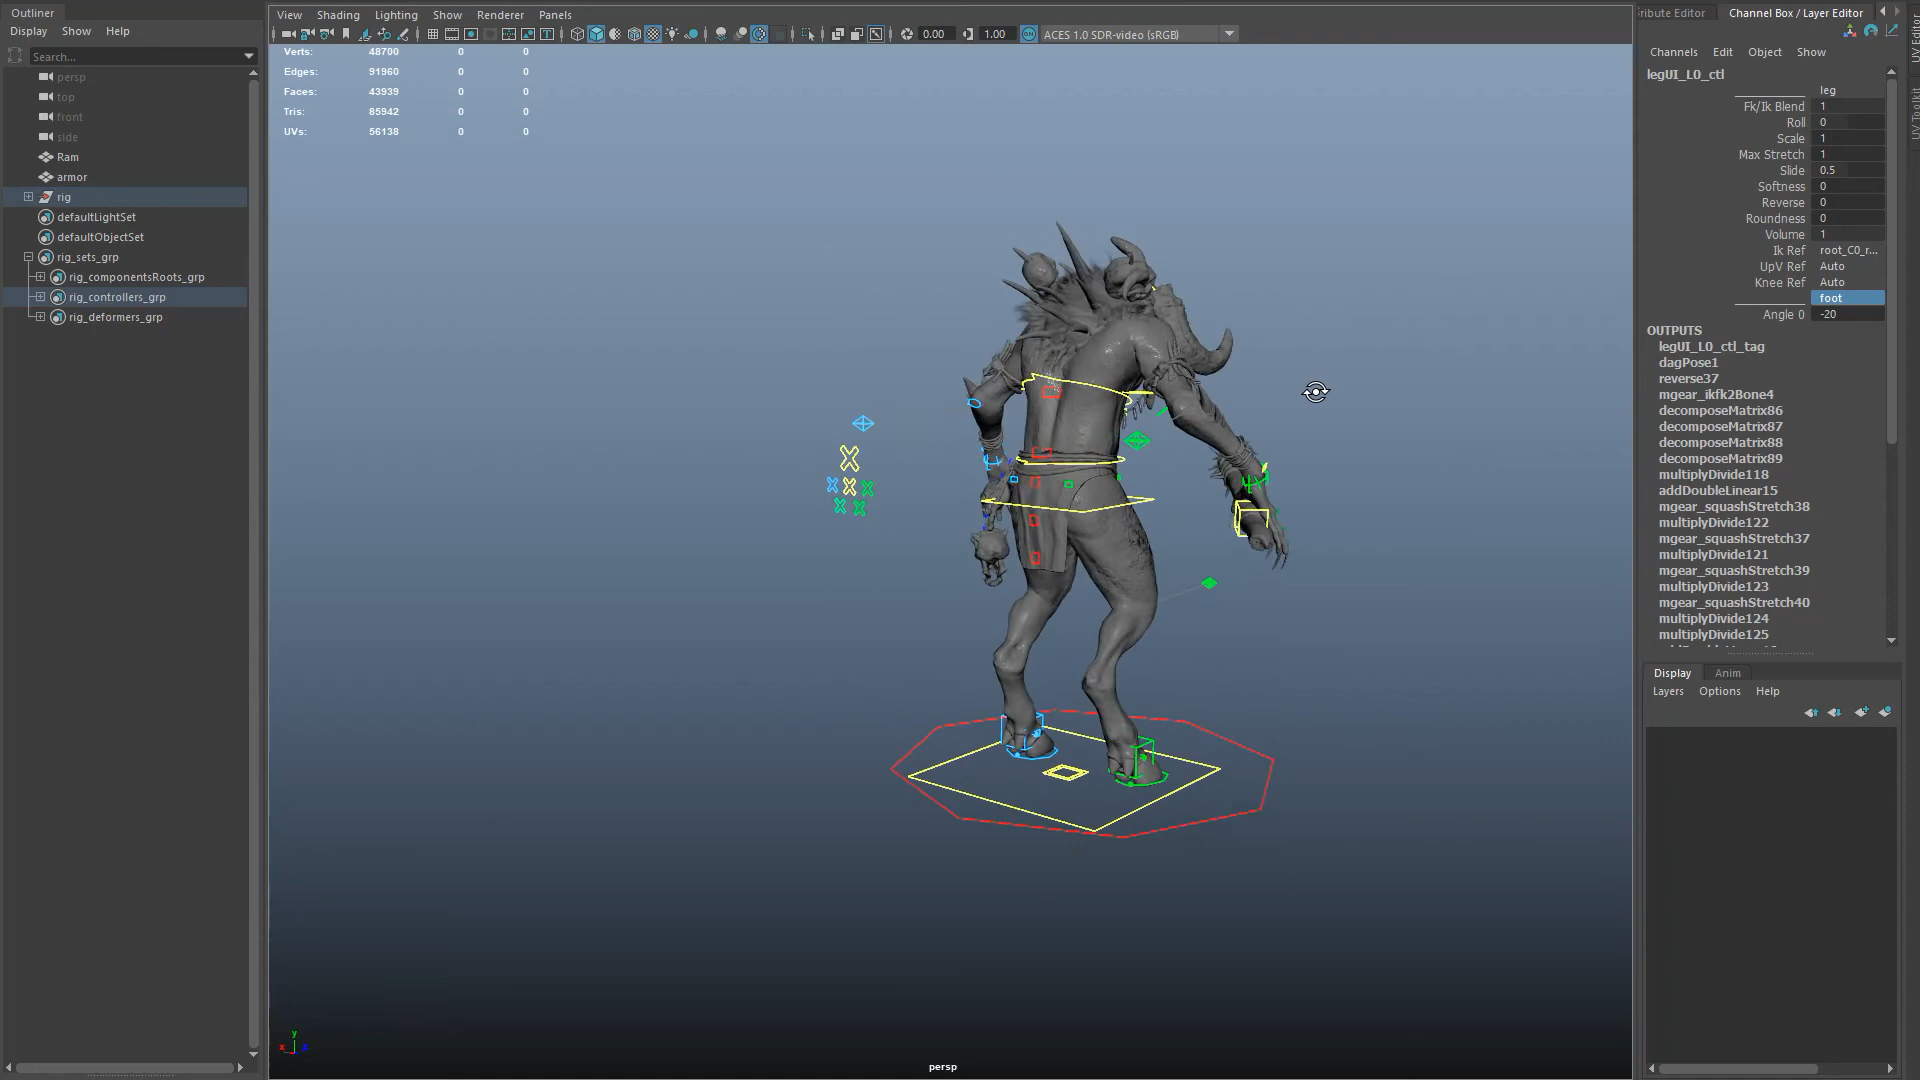 Outliner
Display Show Help
Search...
persp
top
front
side
Ram
armor
rig
defaultLightSet
defaultObjectSet
rig_sets_grp
rig_componentsRoots_grp
rig_controllers_grp
rig_deformers_grp
View Shading Lighting Show Renderer Panels
0.00 1.00 ON ACES 1.0 SDR-video (sRGB)
Verts: 48700 0 0
Edges: 91960 0 0
Faces: 43939 0 0
Tris: 85942 0 0
UVs: 56138 0 0
y
x z
persp
ribute Editor Channel Box / Layer Editor
Channels Edit Object Show
legUI_L0_ctl
leg
Fk/Ik Blend 1
Roll 0
Scale 1
Max Stretch 1
Slide 0.5
Softness 0
Reverse 0
Roundness 0
Volume 1
Ik Ref root_C0_r...
UpV Ref Auto
Knee Ref Auto
foot
Angle 0 -20
OUTPUTS
legUI_L0_ctl_tag
dagPose1
reverse37
mgear_ikfk2Bone4
decomposeMatrix86
decomposeMatrix87
decomposeMatrix88
decomposeMatrix89
multiplyDivide118
addDoubleLinear15
mgear_squashStretch38
multiplyDivide122
mgear_squashStretch37
multiplyDivide121
mgear_squashStretch39
multiplyDivide123
mgear_squashStretch40
multiplyDivide124
multiplyDivide125
Display Anim
Layers Options Help
UV Editor
UV Toolkit